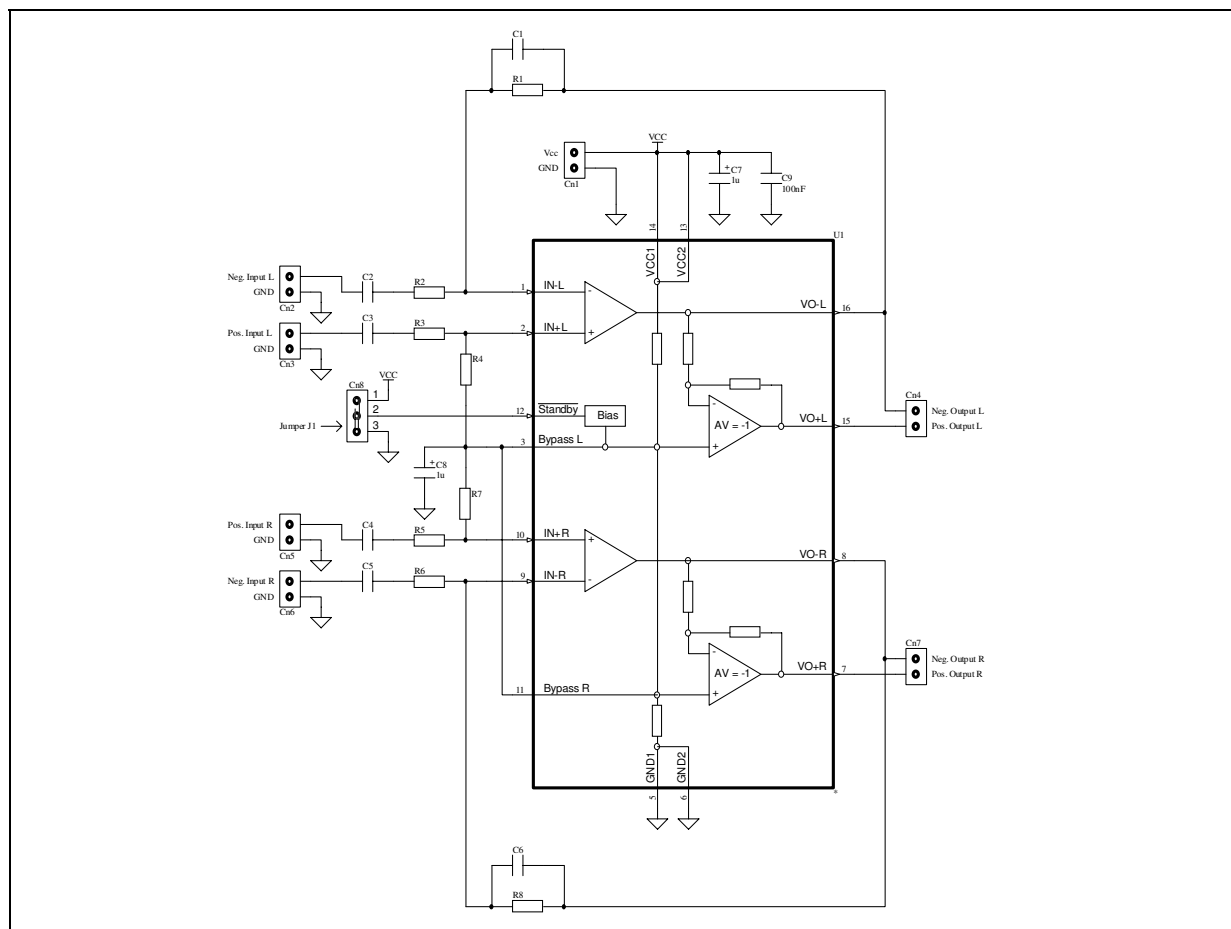 C1
R1
VCC
Vcc
GND
Cn1
+
C7
1u
C9
100nF
14
13
U1
VCC1
VCC2
Neg. Input L
GND
Cn2
C2
R2
1
IN-L
-
VO-L
16
Pos. Input L
GND
Cn3
C3
R3
2
IN+L
+
R4
Cn8
VCC
1
2
3
Jumper J1
12
Standby
Bias
-
AV = -1
+
VO+L
15
Cn4
Neg. Output L
Pos. Output L
3
Bypass L
+
C8
1u
R7
Pos. Input R
GND
Cn5
C4
R5
10
IN+R
+
VO-R
8
Neg. Input R
GND
Cn6
C5
R6
9
IN-R
-
-
AV = -1
+
VO+R
7
Cn7
Neg. Output R
Pos. Output R
11
Bypass R
GND1
GND2
5
6
*
C6
R8